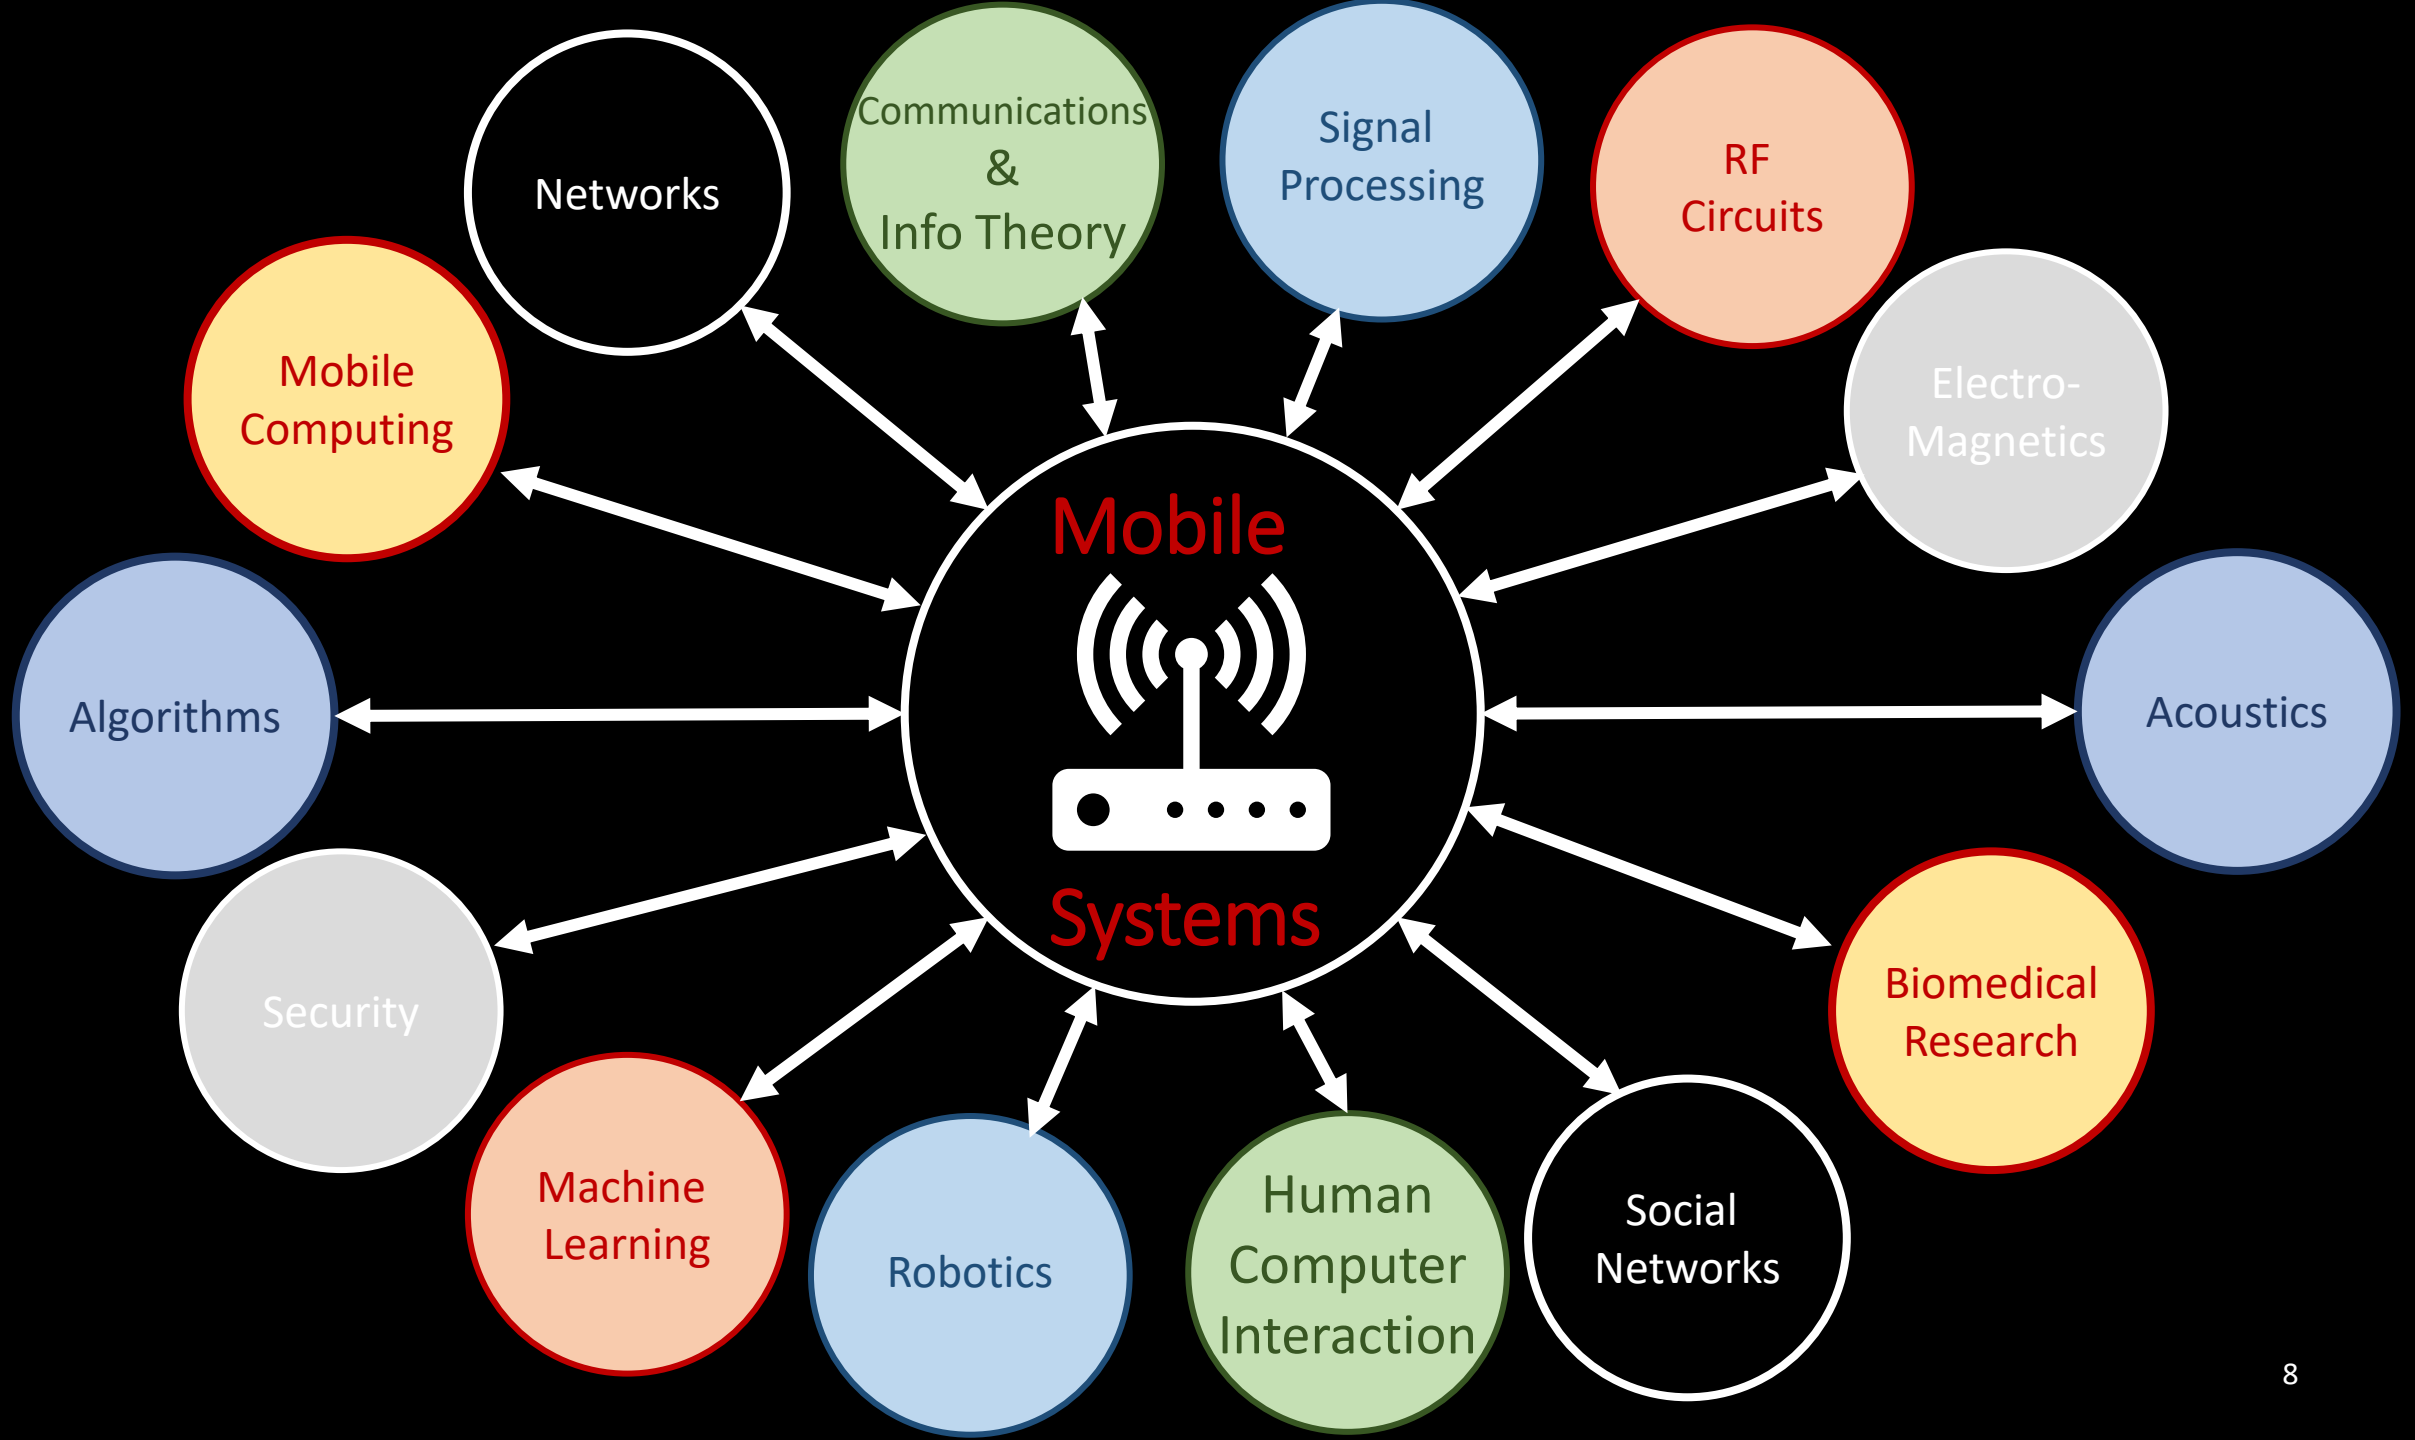 Networks
Communications
&
Info Theory
Signal
Processing
RF
Circuits
Mobile
Computing
Electro-
Magnetics
Algorithms
Mobile
Systems
Acoustics
Security
Biomedical
Research
Machine
Learning
Robotics
Human
Computer
Interaction
Social
Networks
8